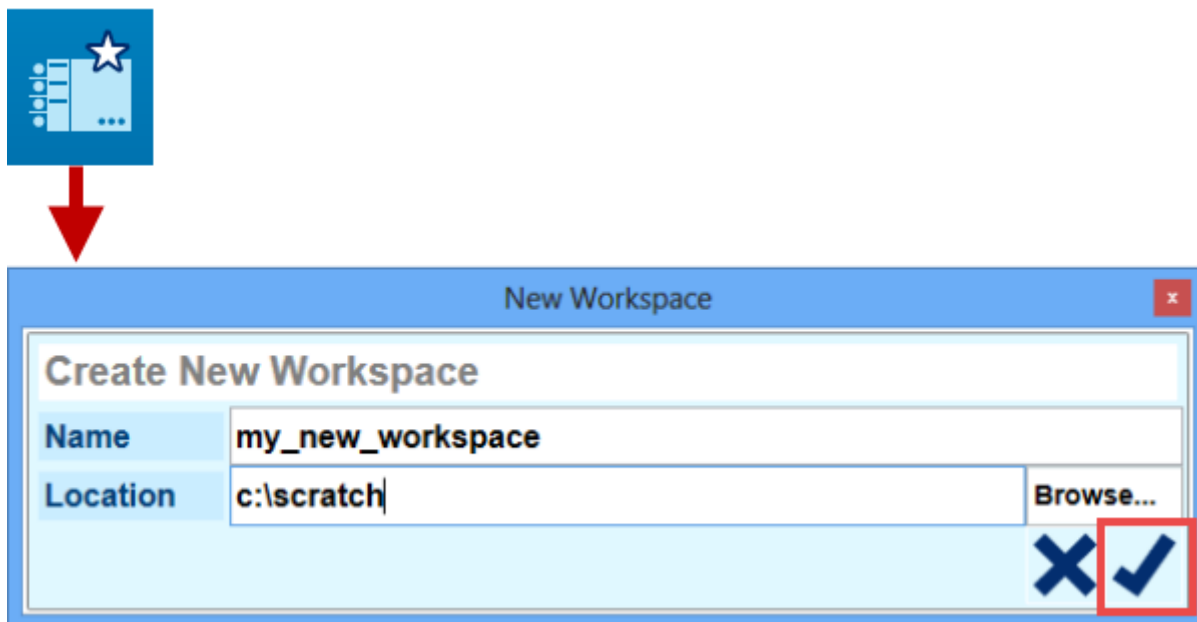 New Workspace
x
Create New Workspace
Name my_new_workspace
Location c:\scratch Browse...